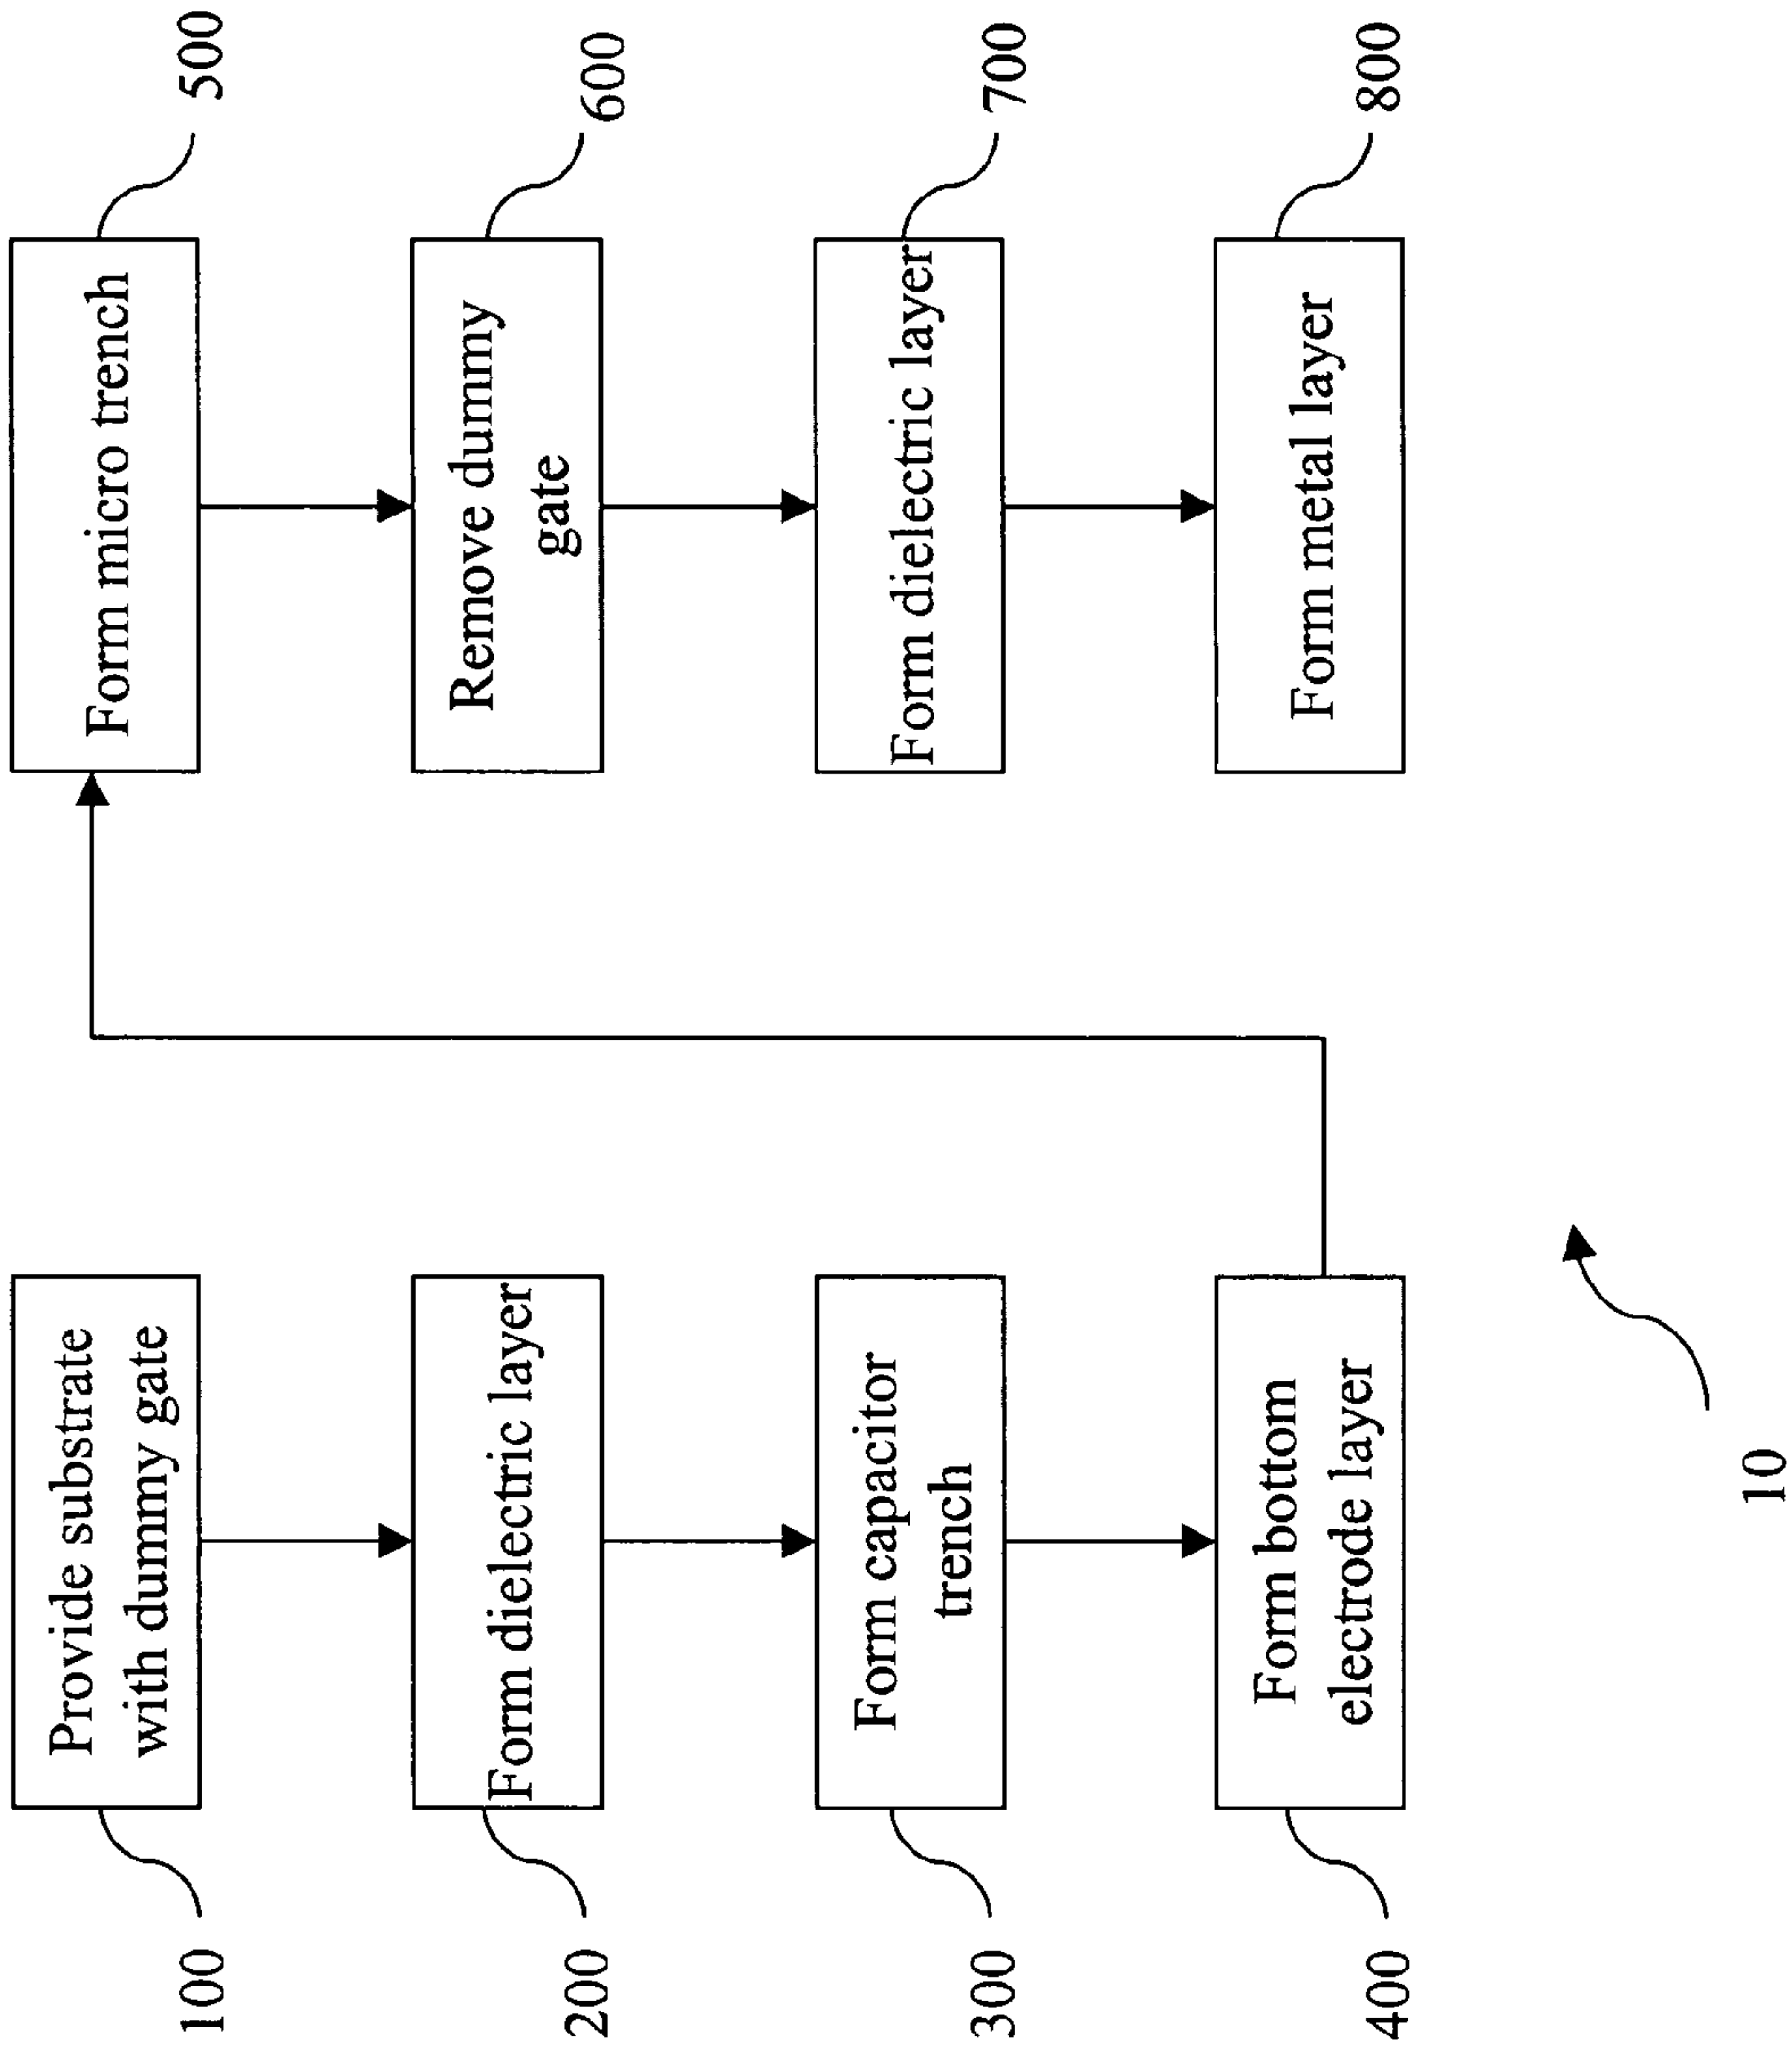 100
Provide substrate
with dummy gate
200
Form dielectric layer
300
Form capacitor
trench
400
Form bottom
electrode layer
Form micro trench
500
Remove dummy
gate
600
Form dielectric layer
700
Form metal layer
800
10